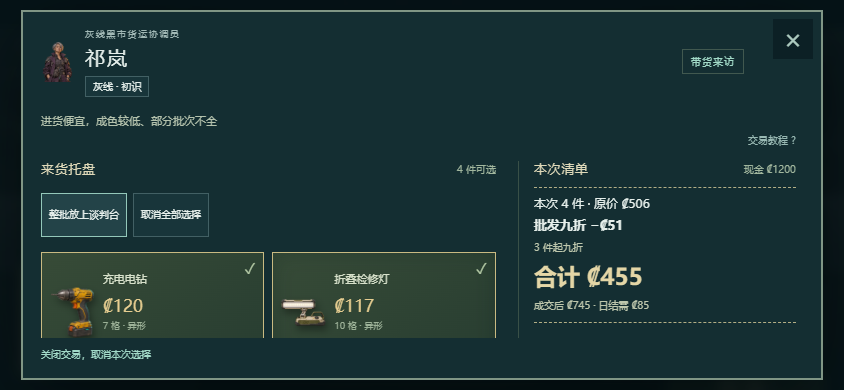 灰线黑市货运协调员
祁岚
灰线 · 初识
带货来访
×
进货便宜，成色较低、部分批次不全
交易教程 ?
来货托盘
4 件可选
整批放上谈判台
取消全部选择
充电电钻
₡120
7 格 · 异形
折叠检修灯
₡117
10 格 · 异形
本次清单
现金 ₡1200
本次 4 件 · 原价 ₡506
批发九折 −₡51
3 件起九折
合计 ₡455
成交后 ₡745 · 日结需 ₡85
关闭交易，取消本次选择